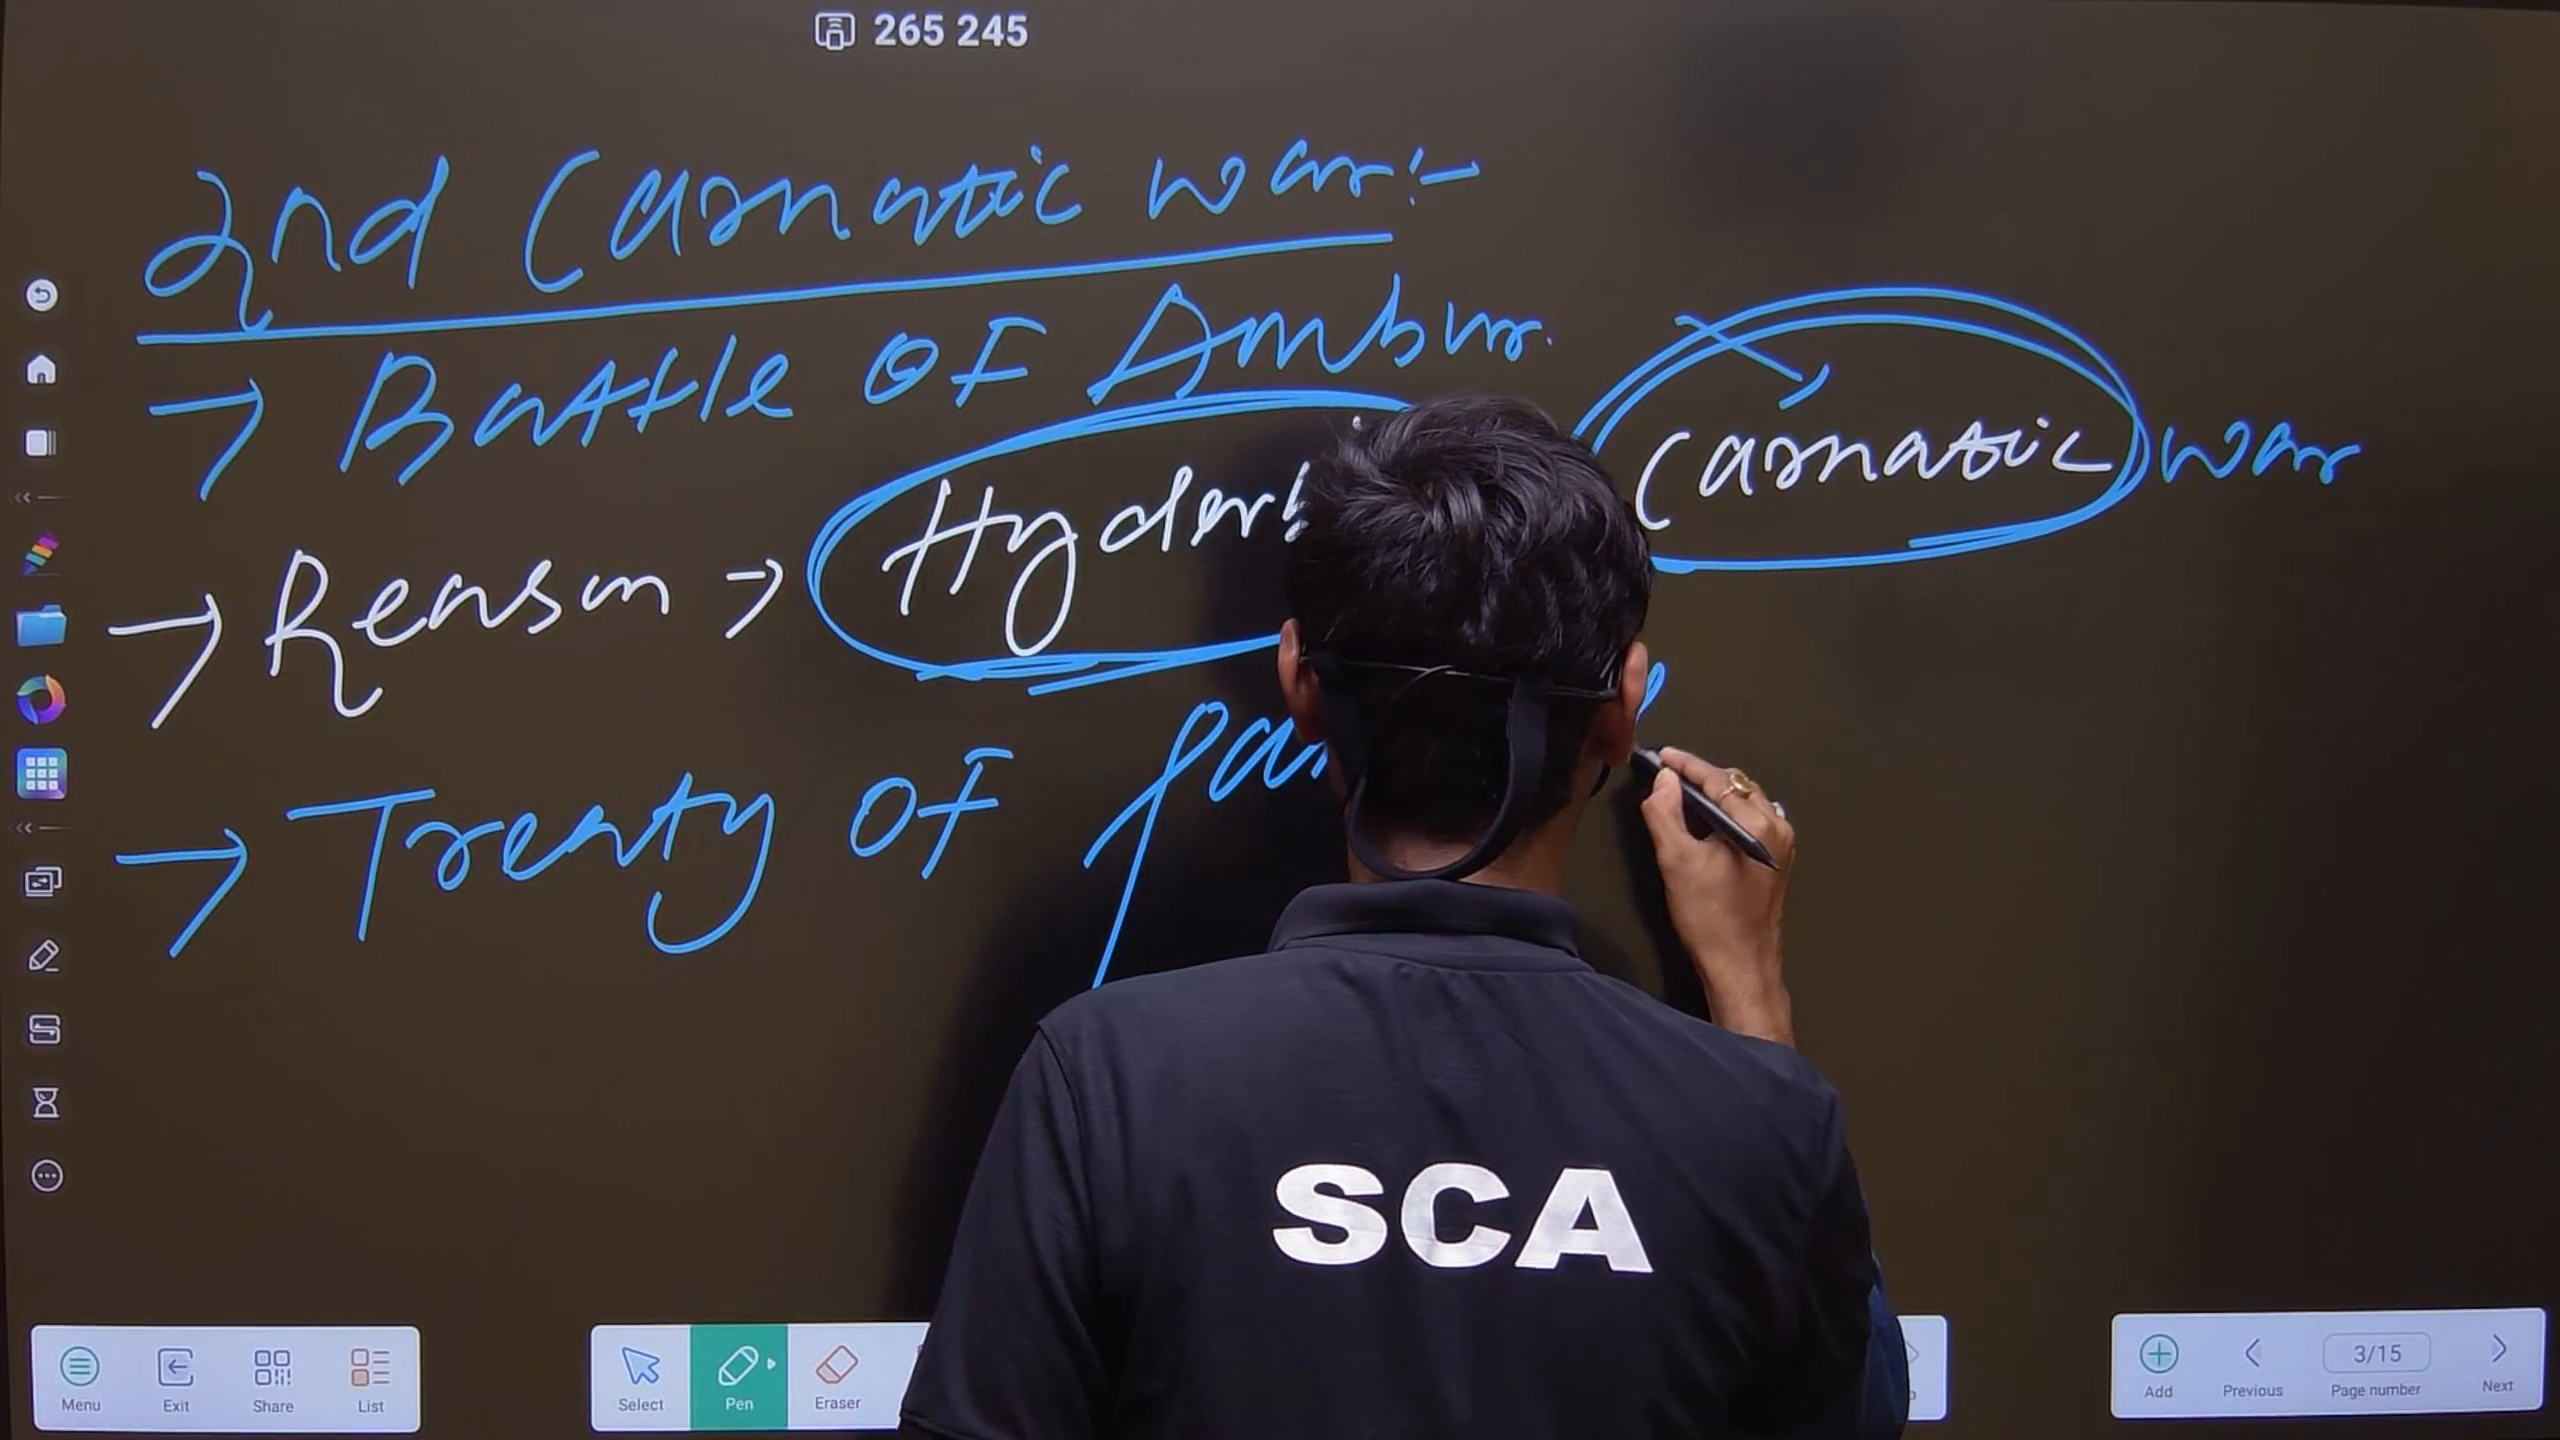 265 245
2nd Carnatic war:-
→ Battle of Ambur.
→ Reason → Carnatic war
→ Treaty of
SCA
Menu Exit Share List Select Pen Eraser Add Previous 3/15 Page number Next